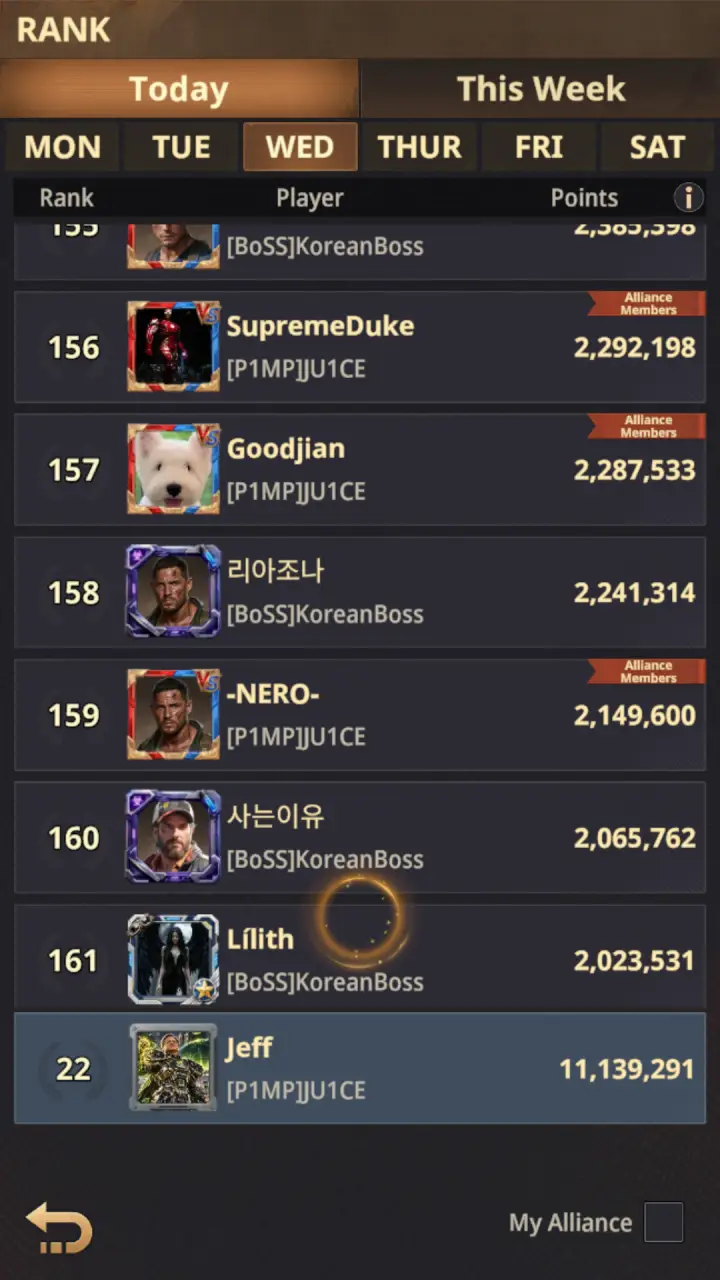 RANK
Today
This Week
MON TUE WED THUR FRI SAT
Rank Player Points
155 2,385,398
[BoSS]KoreanBoss
Alliance Members
156 SupremeDuke 2,292,198
[P1MP]JU1CE
Alliance Members
157 Goodjian 2,287,533
[P1MP]JU1CE
158 리아조나 2,241,314
[BoSS]KoreanBoss
Alliance Members
159 -NERO- 2,149,600
[P1MP]JU1CE
160 사는이유 2,065,762
[BoSS]KoreanBoss
161 Lílith 2,023,531
[BoSS]KoreanBoss
22 Jeff 11,139,291
[P1MP]JU1CE
My Alliance